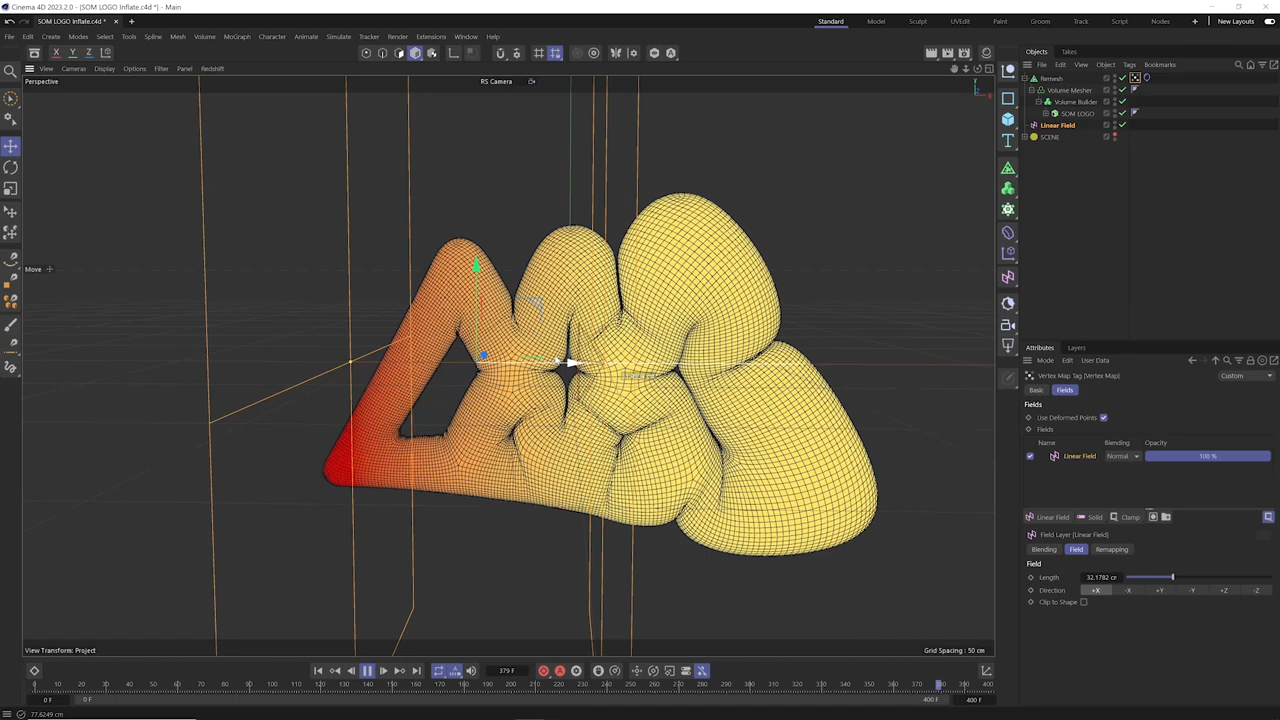 Cinema 4D 2023.2.0 - [SOM LOGO Inflate.c4d *] - Main
SOM LOGO Inflate.c4d *
Standard Model Sculpt UVEdit Paint Groom Track Script Nodes New Layouts
File Edit Create Modes Select Tools Spline Mesh Volume MoGraph Character Animate Simulate Tracker Render Extensions Window Help
X Y Z
Objects Takes
View Cameras Display Options Filter Panel Redshift
File Edit View Object Tags Bookmarks
Perspective
RS Camera
Remesh
Volume Mesher
Volume Builder
SOM LOGO
Linear Field
SCENE
Move
Attributes Layers
Mode Edit User Data
Vertex Map Tag [Vertex Map]
Custom
Basic Fields
Fields
Use Deformed Points
Fields
Name Blending Opacity
Linear Field Normal 100 %
Linear Field Solid Clamp
Field Layer [Linear Field]
Blending Field Remapping
Field
Length 32.1782 cm
Direction +X -X +Y -Y +Z -Z
Clip to Shape
View Transform: Project
Grid Spacing : 50 cm
379 F
0 10 20 30 40 50 60 70 80 90 100 110 120 130 140 150 160 170 180 190 200 210 220 230 240 250 260 270 280 290 300 310 320 330 340 350 360 370 380 390 400
0 F 0 F 400 F 400 F
77.6249 cm